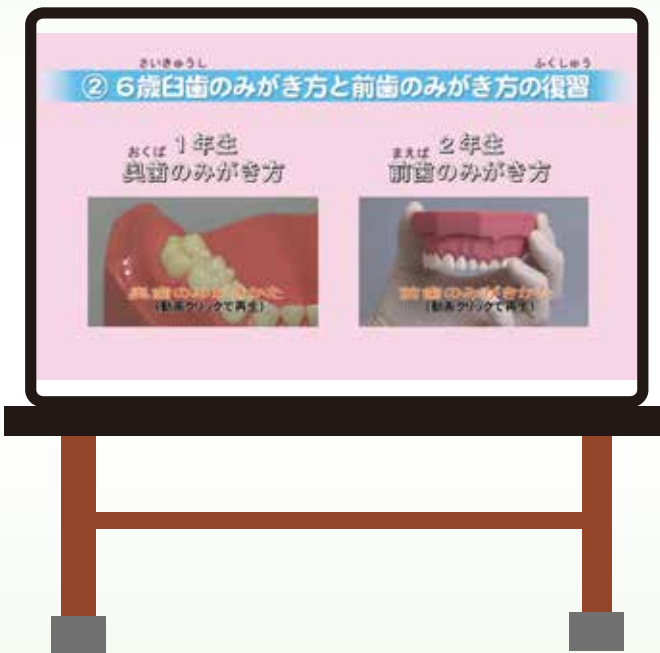 さいきゅうし ふくしゅう
② 6歳臼歯のみがき方と前歯のみがき方の復習
1年生
おくば
奥歯のみがき方
奥歯のみがきかた
(動画クリックで再生)
2年生
まえば
前歯のみがき方
前歯のみがきかた
(動画クリックで再生)